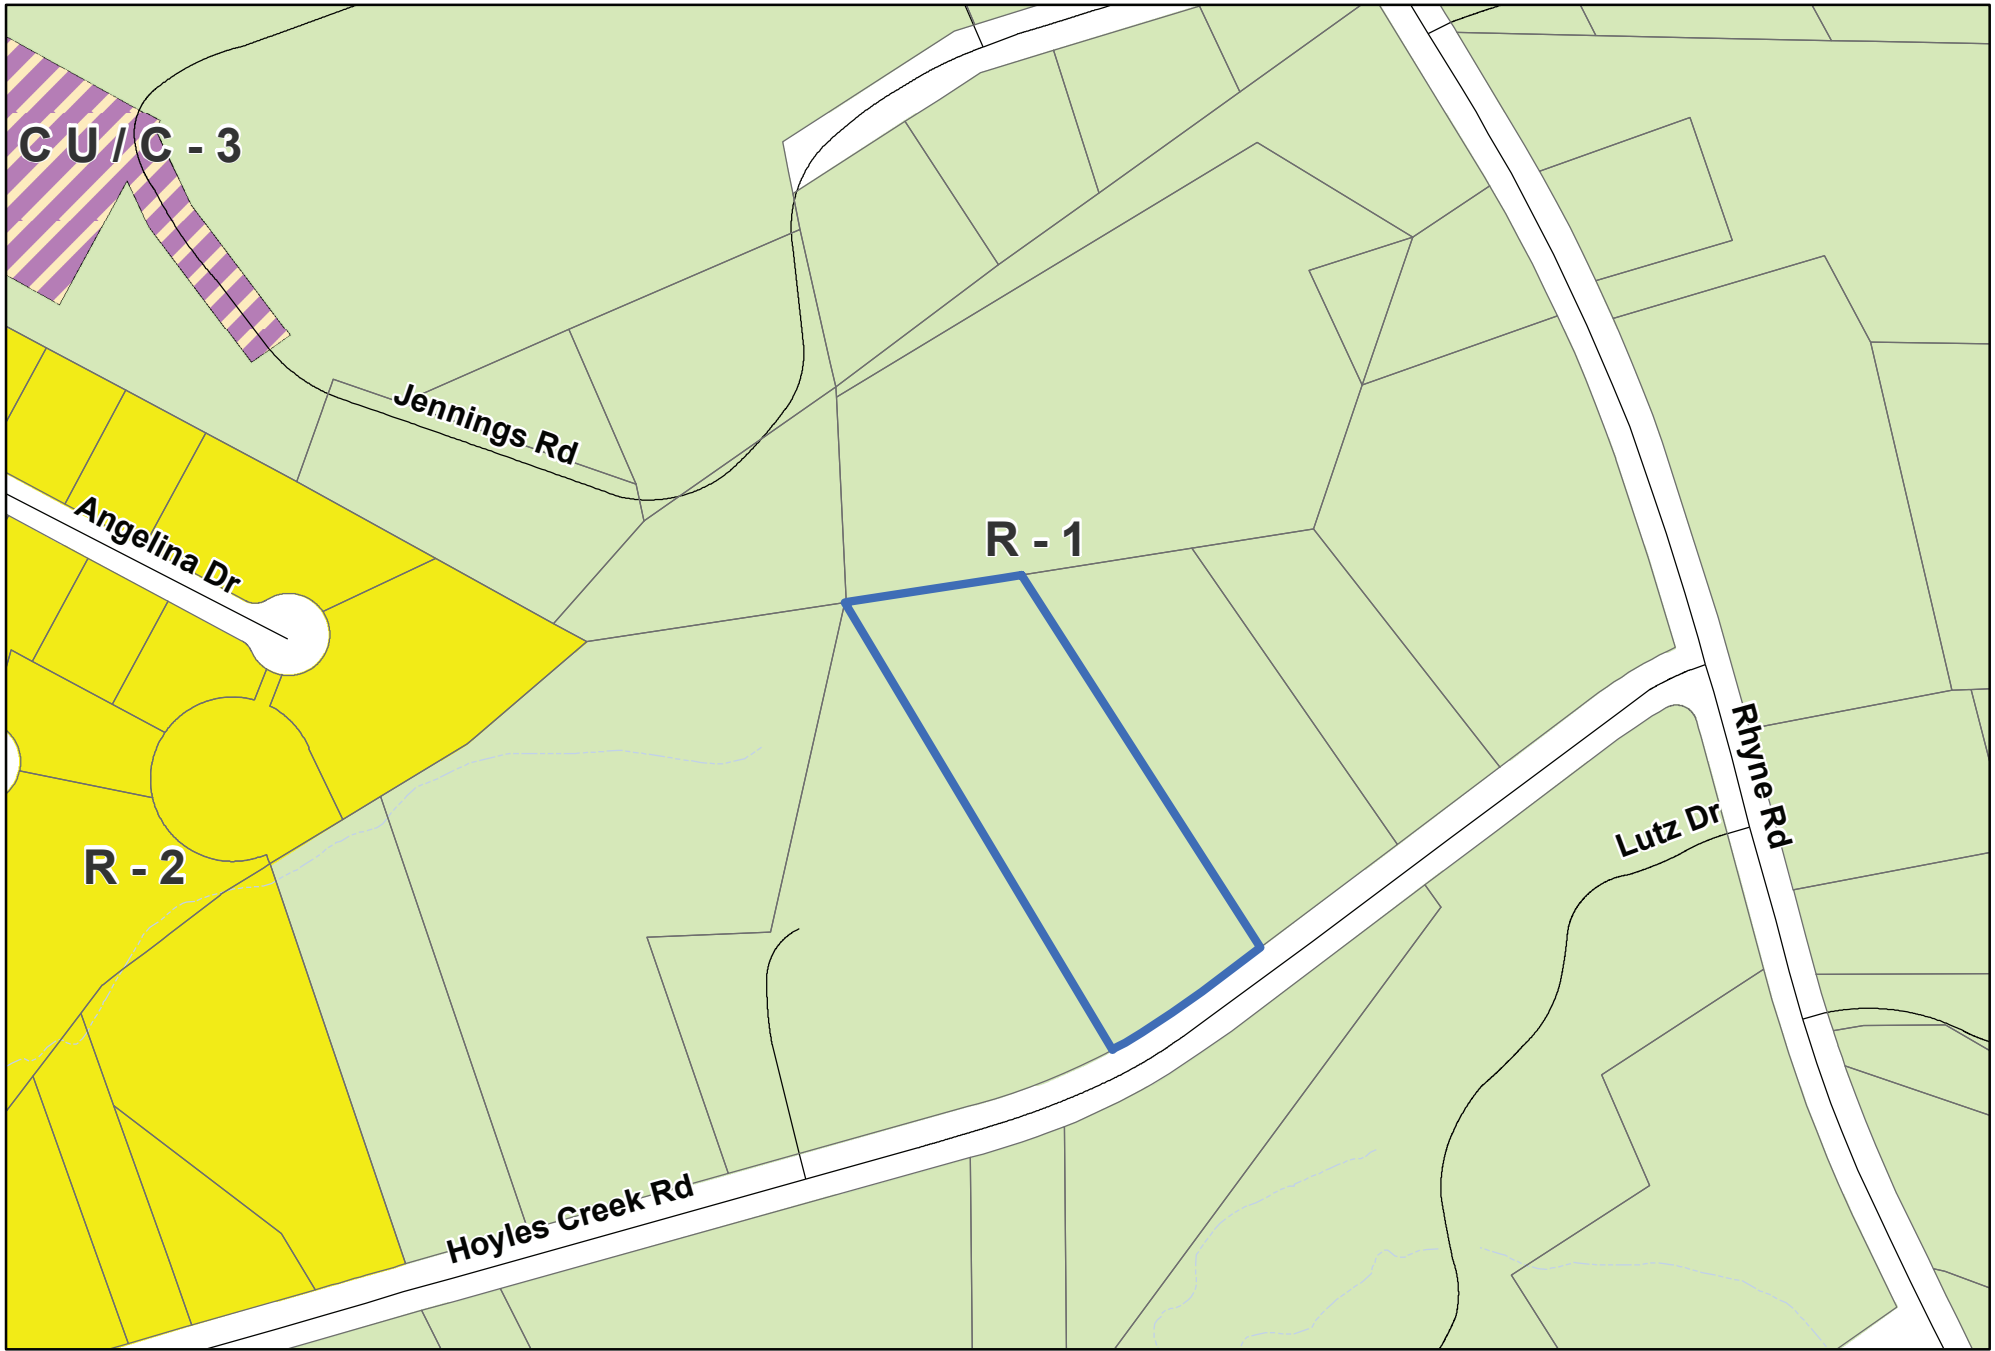 C U / C - 3
Jennings Rd
Angelina Dr
R - 1
Rhyne Rd
Lutz Dr
R - 2
Hoyles Creek Rd